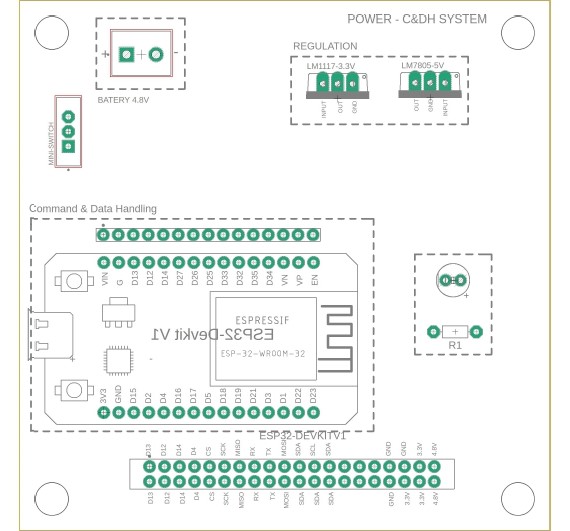 POWER - C&DH SYSTEM
REGULATION
LM1117-3.3V
LM7805-5V
+
-
INPUT
OUT
GND
OUT
GND
INPUT
BATERY 4.8V
MINI-SWITCH
Command & Data Handling
VIN G D13 D12 D14 D27 D26 D25 D33 D32 D35 D34 VN VP EN
ESPRESSIF
ESP32-Devkit V1
ESP-32-WROOM-32
+
R1
3V3 GND D15 D2 D4 D16 D17 D5 D18 D19 D21 D3 D1 D22 D23
ESP32-DEVKITV1
D13 D12 D14 D4 CS SCK MISO RX TX MOSI SDA SCL SDA GND GND 3.3V 4.8V
D13 D12 D14 D4 CS SCK MISO RX TX MOSI SDA SDA SDA GND 3.3V 3.3V 4.8V